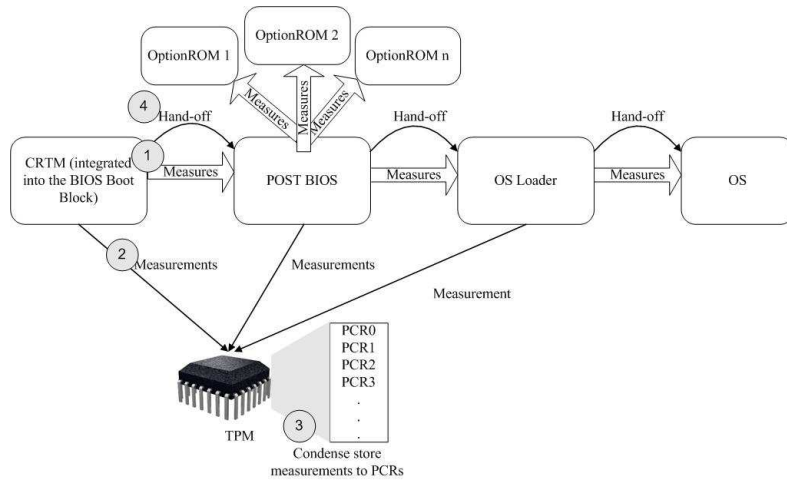 OptionROM 1
OptionROM 2
OptionROM n
Measures
Measures
Measures
4
Hand-off
Hand-off
Hand-off
1
CRTM (integrated
into the BIOS Boot
Block)
Measures
POST BIOS
Measures
OS Loader
Measures
OS
2
Measurements
Measurements
Measurement
PCR0
PCR1
PCR2
PCR3
.
.
.
3
TPM
Condense store
measurements to PCRs